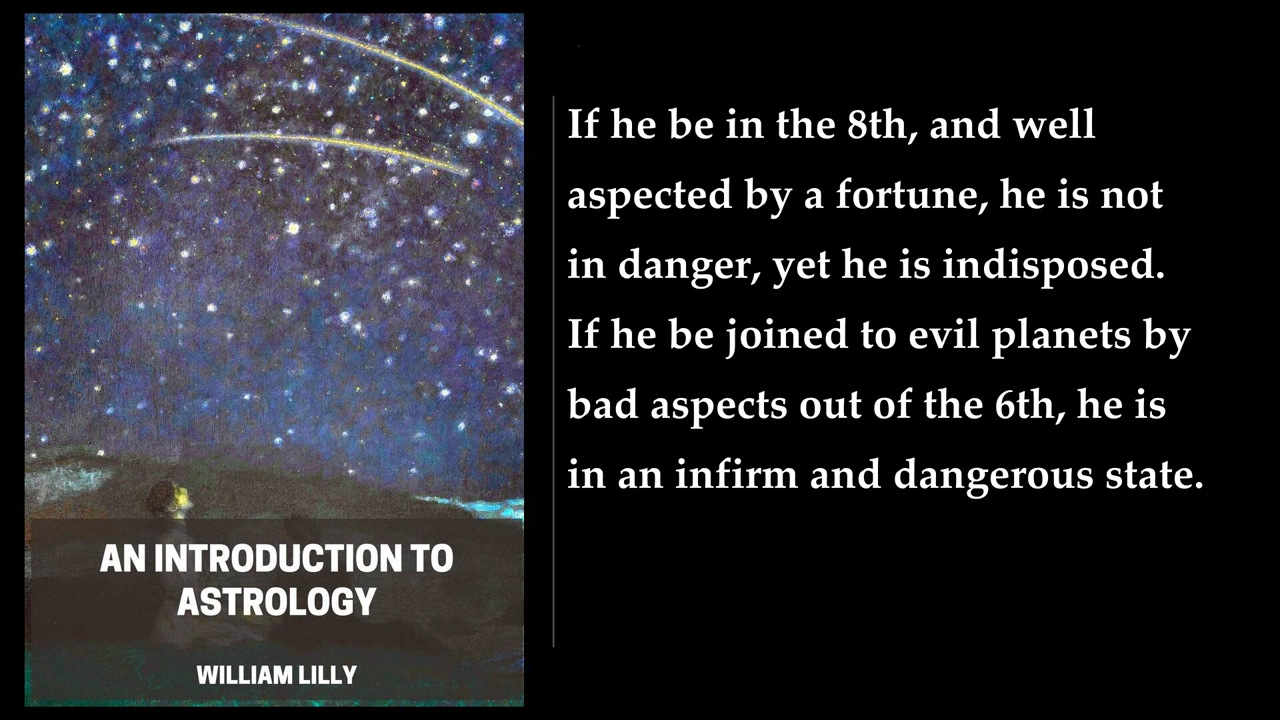 AN INTRODUCTION TO
ASTROLOGY
WILLIAM LILLY
If he be in the 8th, and well
aspected by a fortune, he is not
in danger, yet he is indisposed.
If he be joined to evil planets by
bad aspects out of the 6th, he is
in an infirm and dangerous state.